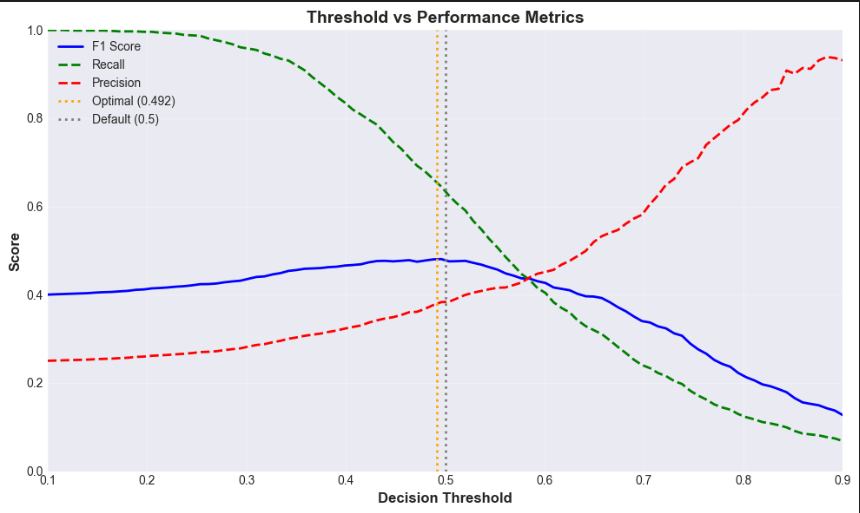 Threshold vs Performance Metrics
F1 Score
Recall
Precision
Optimal (0.492)
Default (0.5)
Score
1.0
0.8
0.6
0.4
0.2
0.0
0.1 0.2 0.3 0.4 0.5 0.6 0.7 0.8 0.9
Decision Threshold